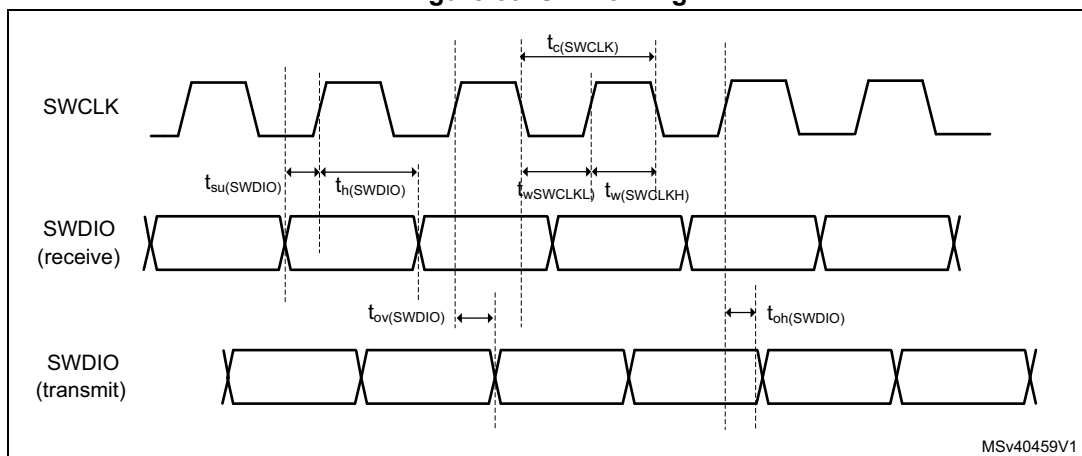 tc(SWCLK)
SWCLK
tsu(SWDIO)
th(SWDIO)
twSWCLKL)
tw(SWCLKH)
SWDIO
(receive)
tov(SWDIO)
toh(SWDIO)
SWDIO
(transmit)
MSv40459V1